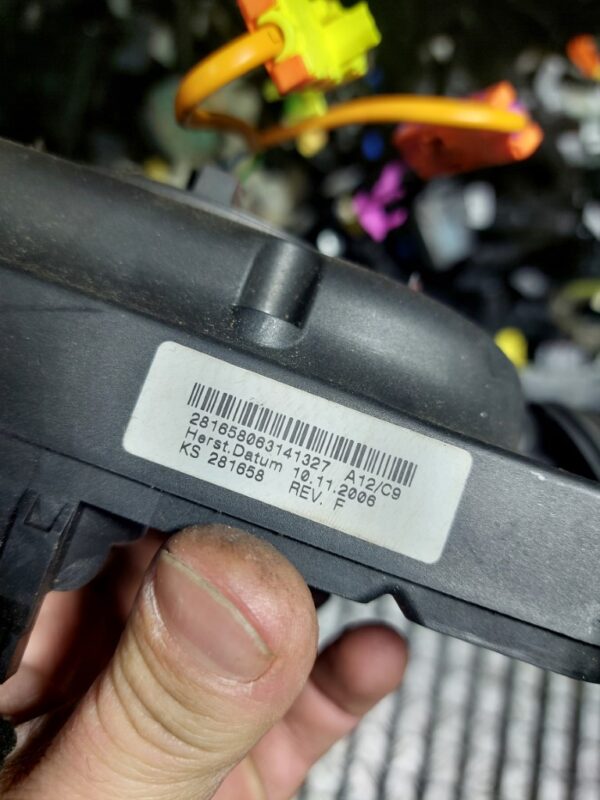 281658063141327 A12/C9
Herst.Datum 10.11.2006
KS 281658 REV. F